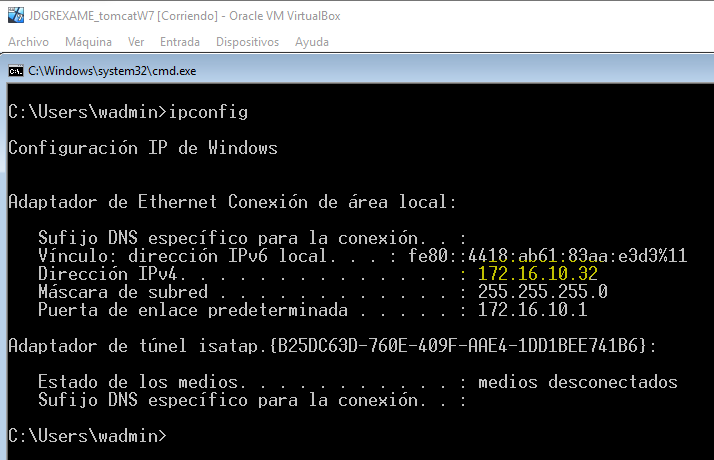 JDGREXAME_tomcatW7 [Corriendo] - Oracle VM VirtualBox
Archivo Máquina Ver Entrada Dispositivos Ayuda
C:\Windows\system32\cmd.exe
C:\Users\wadmin>ipconfig
Configuración IP de Windows
Adaptador de Ethernet Conexión de área local:
Sufijo DNS específico para la conexión. . :
Vínculo: dirección IPv6 local. . . : fe80::4418:ab61:83aa:e3d3%11
Dirección IPv4. . . . . . . . . . . . . . : 172.16.10.32
Máscara de subred . . . . . . . . . . . . : 255.255.255.0
Puerta de enlace predeterminada . . . . . : 172.16.10.1
Adaptador de túnel isatap.{B25DC63D-760E-409F-AAE4-1DD1BEE741B6}:
Estado de los medios. . . . . . . . . . . : medios desconectados
Sufijo DNS específico para la conexión. . :
C:\Users\wadmin>